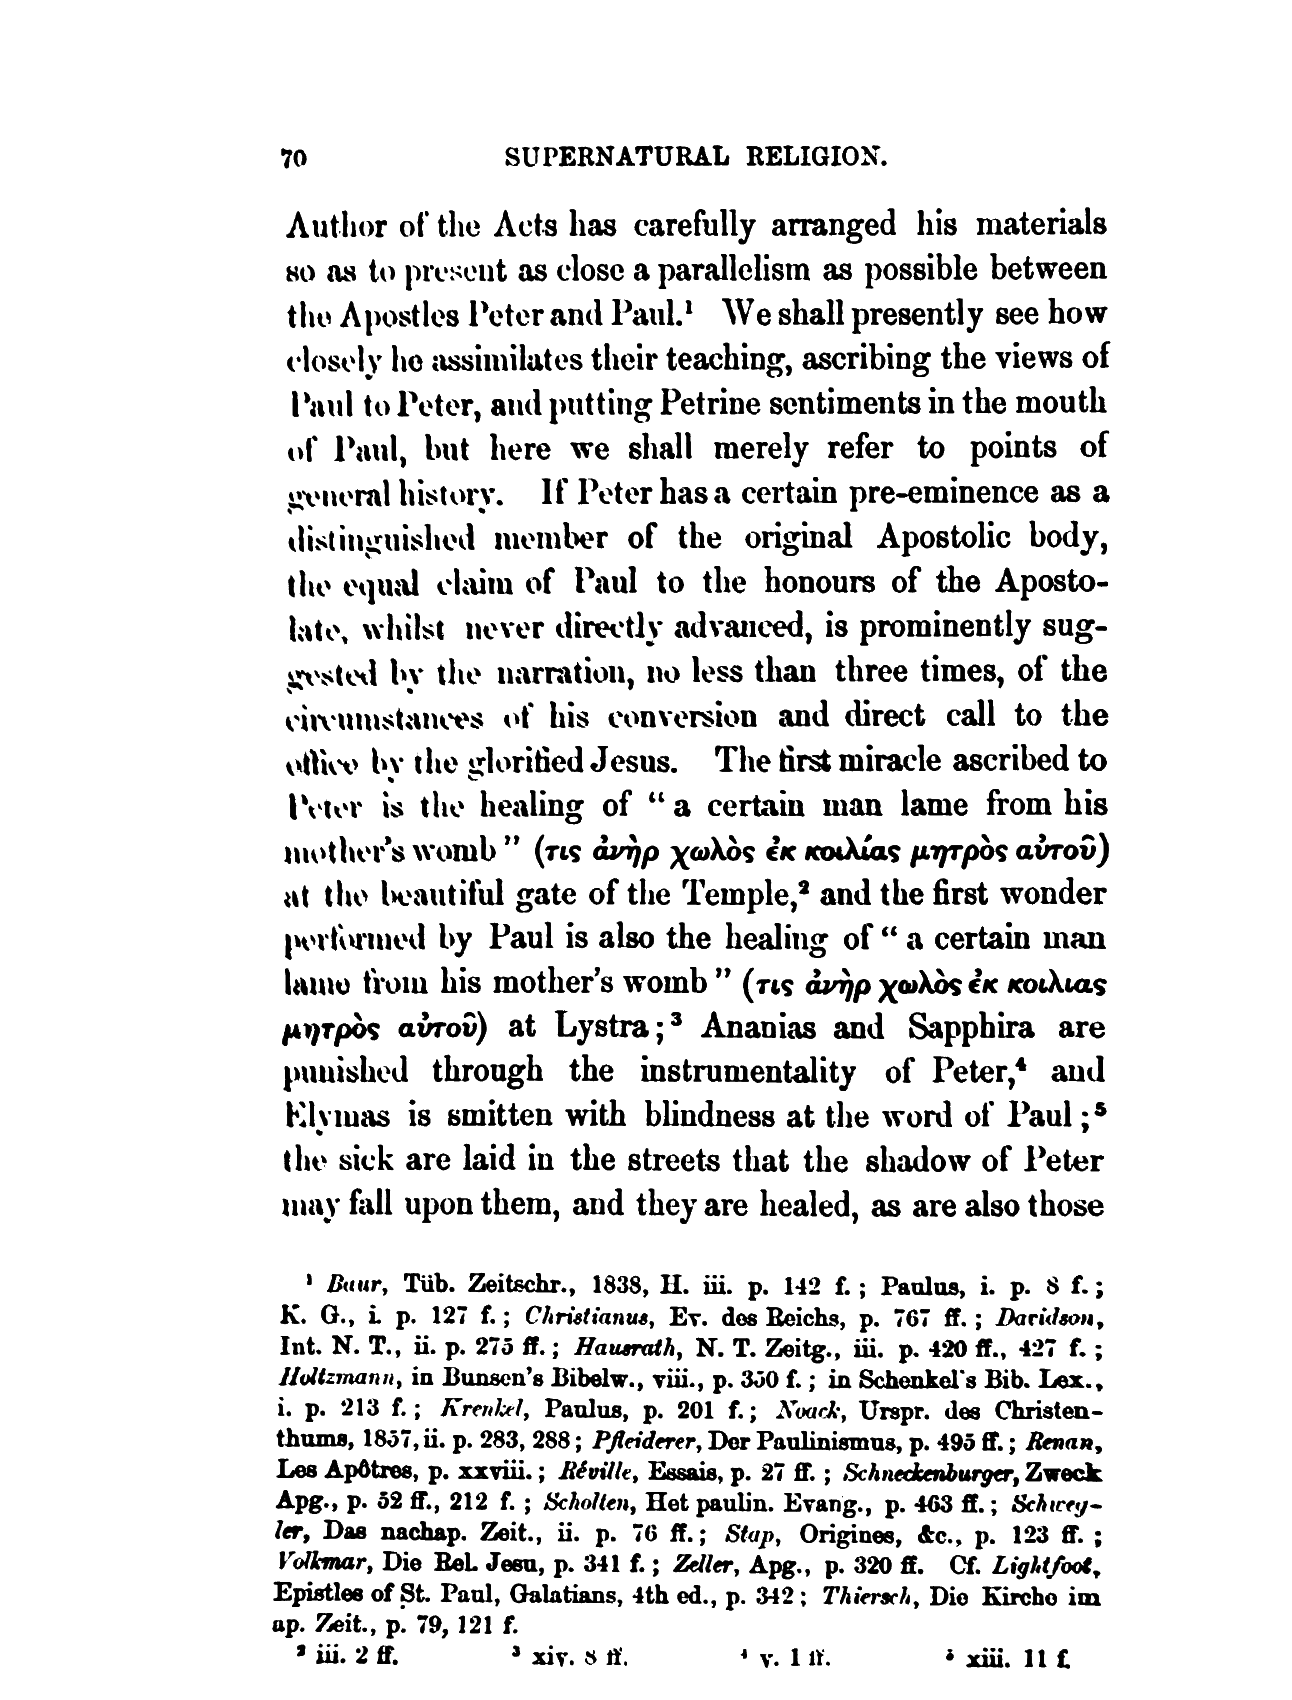 70 SUPERNATURAL RELIGION.
Author of the Acts has carefully arranged his materials
so as to present as close a parallelism as possible between
the Apostles Peter and Paul.¹ We shall presently see how
closely he assimilates their teaching, ascribing the views of
Paul to Peter, and putting Petrine sentiments in the mouth
of Paul, but here we shall merely refer to points of
general history. If Peter has a certain pre-eminence as a
distinguished member of the original Apostolic body,
the equal claim of Paul to the honours of the Aposto-
late, whilst never directly advanced, is prominently sug-
gested by the narration, no less than three times, of the
circumstances of his conversion and direct call to the
office by the glorified Jesus. The first miracle ascribed to
Peter is the healing of “a certain man lame from his
mother's womb” (τις ἀνὴρ χωλὸς ἐκ κοιλίας μητρὸς αὐτοῦ)
at the beautiful gate of the Temple,² and the first wonder
performed by Paul is also the healing of “a certain man
lame from his mother's womb” (τις ἀνὴρ χωλὸς ἐκ κοιλιας
μητρὸς αὐτοῦ) at Lystra;³ Ananias and Sapphira are
punished through the instrumentality of Peter,⁴ and
Elymas is smitten with blindness at the word of Paul;⁵
the sick are laid in the streets that the shadow of Peter
may fall upon them, and they are healed, as are also those
¹ Baur, Tüb. Zeitschr., 1838, H. iii. p. 142 f.; Paulus, i. p. 8 f.;
K. G., i. p. 127 f.; Christianus, Ev. des Reichs, p. 767 ff.; Davidson,
Int. N. T., ii. p. 275 ff.; Hausrath, N. T. Zeitg., iii. p. 420 ff., 427 f.;
Holtzmann, in Bunsen's Bibelw., viii., p. 350 f.; in Schenkel's Bib. Lex.,
i. p. 213 f.; Krenkel, Paulus, p. 201 f.; Noack, Urspr. des Christen-
thums, 1857, ii. p. 283, 288; Pfleiderer, Der Paulinismus, p. 495 ff.; Renan,
Les Apôtres, p. xxviii.; Réville, Essais, p. 27 ff.; Schneckenburger, Zweck
Apg., p. 52 ff., 212 f.; Scholten, Het paulin. Evang., p. 463 ff.; Schweg-
ler, Das nachap. Zeit., ii. p. 76 ff.; Stap, Origines, &c., p. 123 ff.;
Volkmar, Die Rel. Jesu, p. 341 f.; Zeller, Apg., p. 320 ff. Cf. Lightfoot,
Epistles of St. Paul, Galatians, 4th ed., p. 342; Thiersch, Die Kirche im
ap. Zeit., p. 79, 121 f.
² iii. 2 ff. ³ xiv. 8 ff. ⁴ v. 1 ff. ⁵ xiii. 11 f.